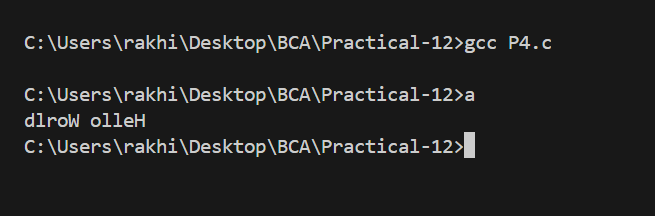 C:\Users\rakhi\Desktop\BCA\Practical-12>gcc P4.c
C:\Users\rakhi\Desktop\BCA\Practical-12>a
dlroW olleH
C:\Users\rakhi\Desktop\BCA\Practical-12>